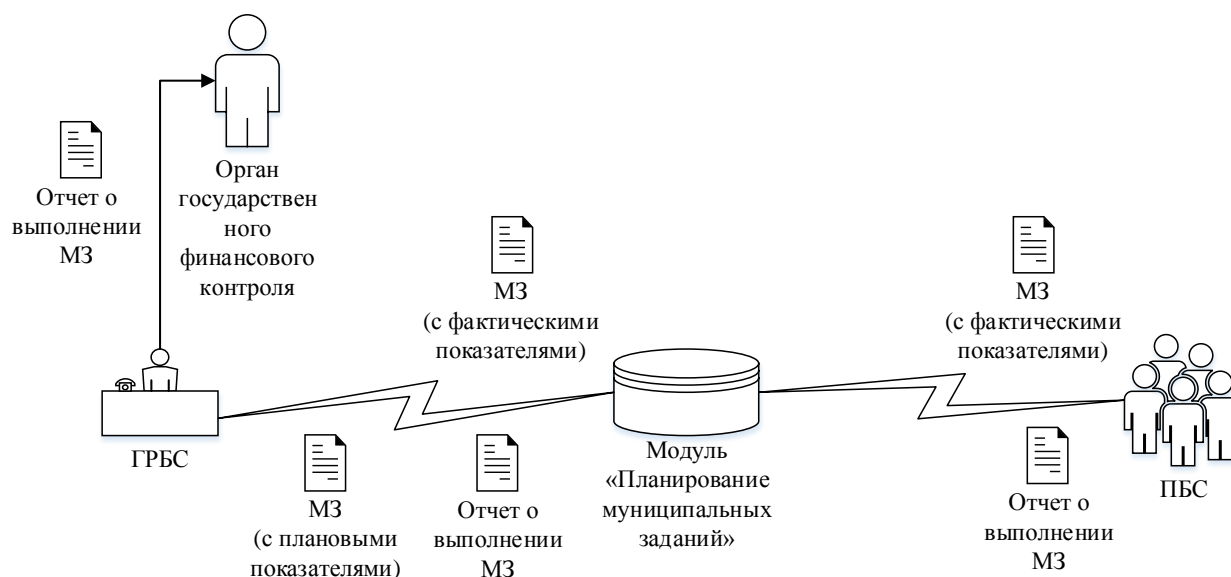 Отчет о
выполнении
МЗ
Орган
государствен
ного
финансового
контроля
МЗ
(с фактическими
показателями)
МЗ
(с фактическими
показателями)
ГРБС
МЗ
(с плановыми
показателями)
Отчет о
выполнении
МЗ
Модуль
«Планирование
муниципальных
заданий»
Отчет о
выполнении
МЗ
ПБС